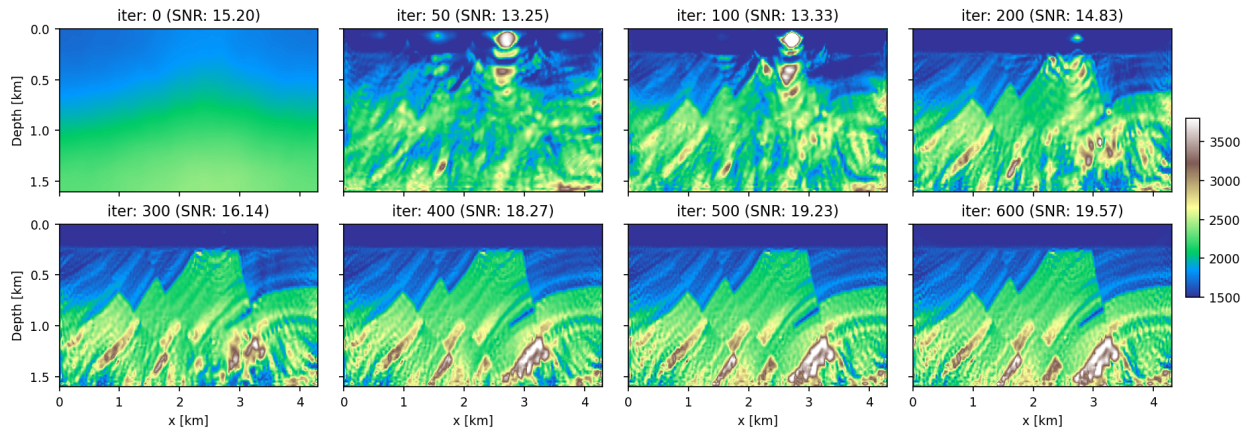 iter: 0 (SNR: 15.20)
iter: 50 (SNR: 13.25)
iter: 100 (SNR: 13.33)
iter: 200 (SNR: 14.83)
0.0
0.5
1.0
1.5
Depth [km]
iter: 300 (SNR: 16.14)
iter: 400 (SNR: 18.27)
iter: 500 (SNR: 19.23)
iter: 600 (SNR: 19.57)
0.0
0.5
1.0
1.5
Depth [km]
0 1 2 3 4
0 1 2 3 4
0 1 2 3 4
0 1 2 3 4
x [km]
x [km]
x [km]
x [km]
3500
3000
2500
2000
1500